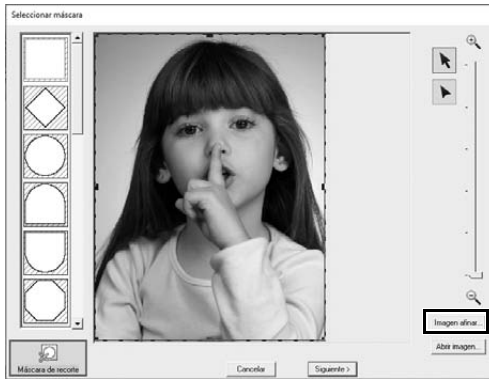 Seleccionar máscara
Imagen afinar...
Abrir imagen...
Máscara de recorte
Cancelar
Siguiente >